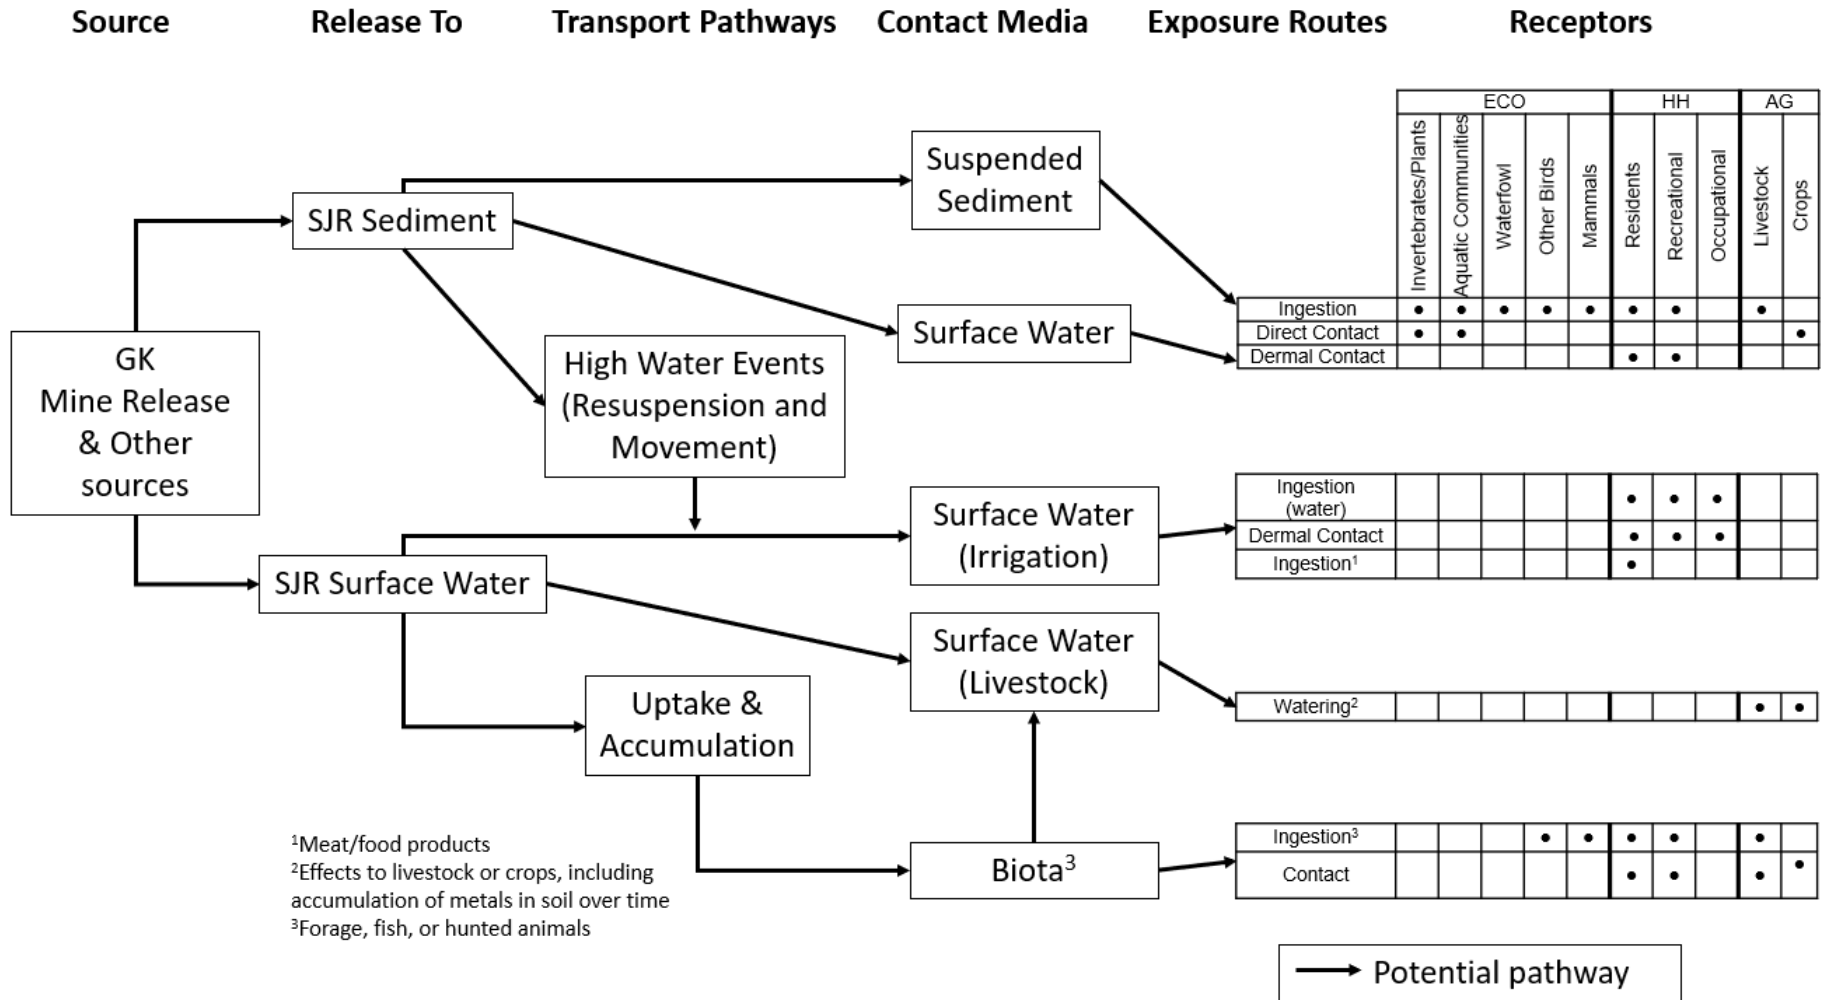 Source
Release To
Transport Pathways
Contact Media
Exposure Routes
Receptors
ECO
HH
AG
Invertebrates/Plants
Aquatic Communities
Waterfowl
Other Birds
Mammals
Residents
Recreational
Occupational
Livestock
Crops
Suspended
Sediment
SJR Sediment
Ingestion
Direct Contact
Dermal Contact
Surface Water
GK
Mine Release
& Other
sources
High Water Events
(Resuspension and
Movement)
Surface Water
(Irrigation)
Ingestion
(water)
Dermal Contact
Ingestion¹
SJR Surface Water
Surface Water
(Livestock)
Watering²
Uptake &
Accumulation
Biota³
Ingestion³
Contact
¹Meat/food products
²Effects to livestock or crops, including
accumulation of metals in soil over time
³Forage, fish, or hunted animals
Potential pathway